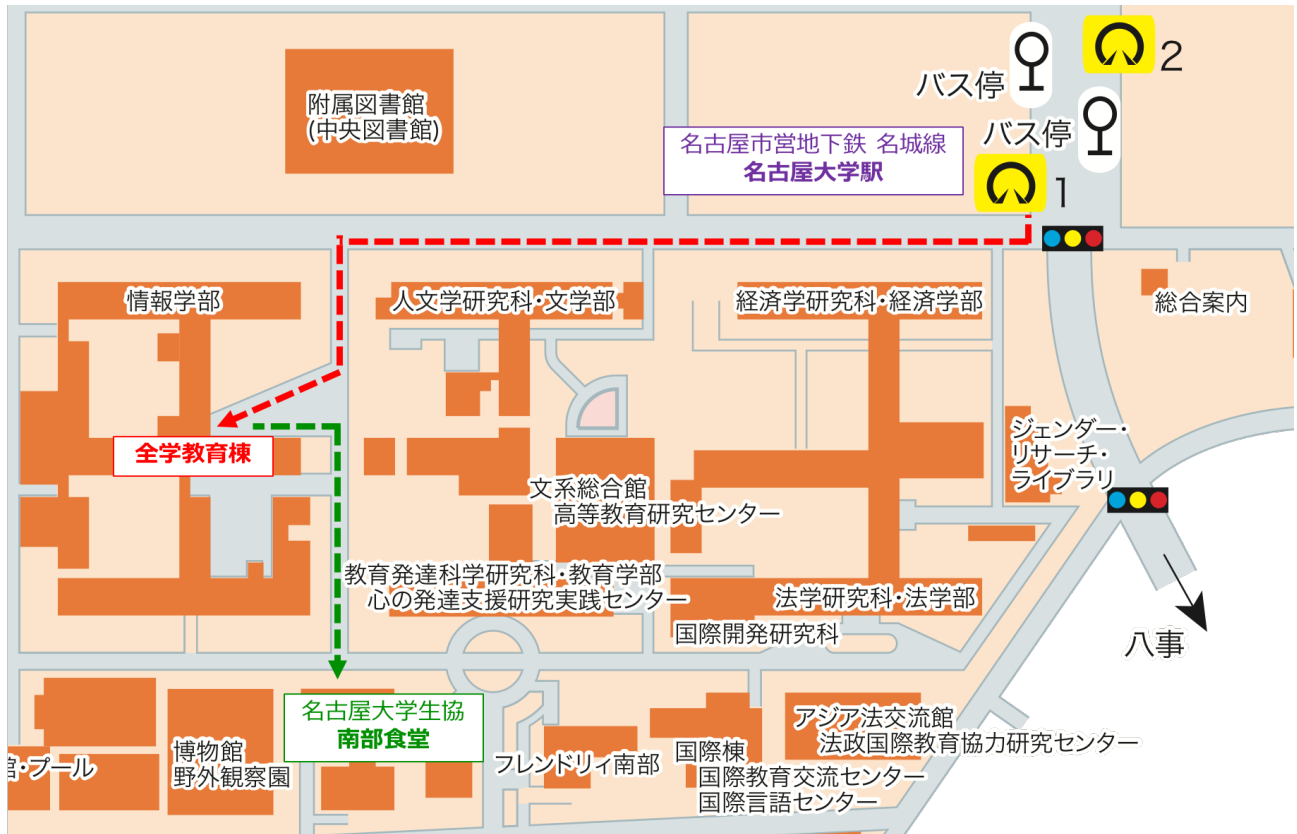 附属図書館
(中央図書館)
バス停
2
バス停
名古屋市営地下鉄 名城線
名古屋大学駅
1
情報学部
人文学研究科・文学部
経済学研究科・経済学部
総合案内
全学教育棟
ジェンダー・
リサーチ・
ライブラリ
文系総合館
高等教育研究センター
教育発達科学研究科・教育学部
心の発達支援研究実践センター
法学研究科・法学部
国際開発研究科
八事
名古屋大学生協
南部食堂
博物館
野外観察園
館・プール
フレンドリィ南部
国際棟
国際教育交流センター
国際言語センター
アジア法交流館
法政国際教育協力研究センター